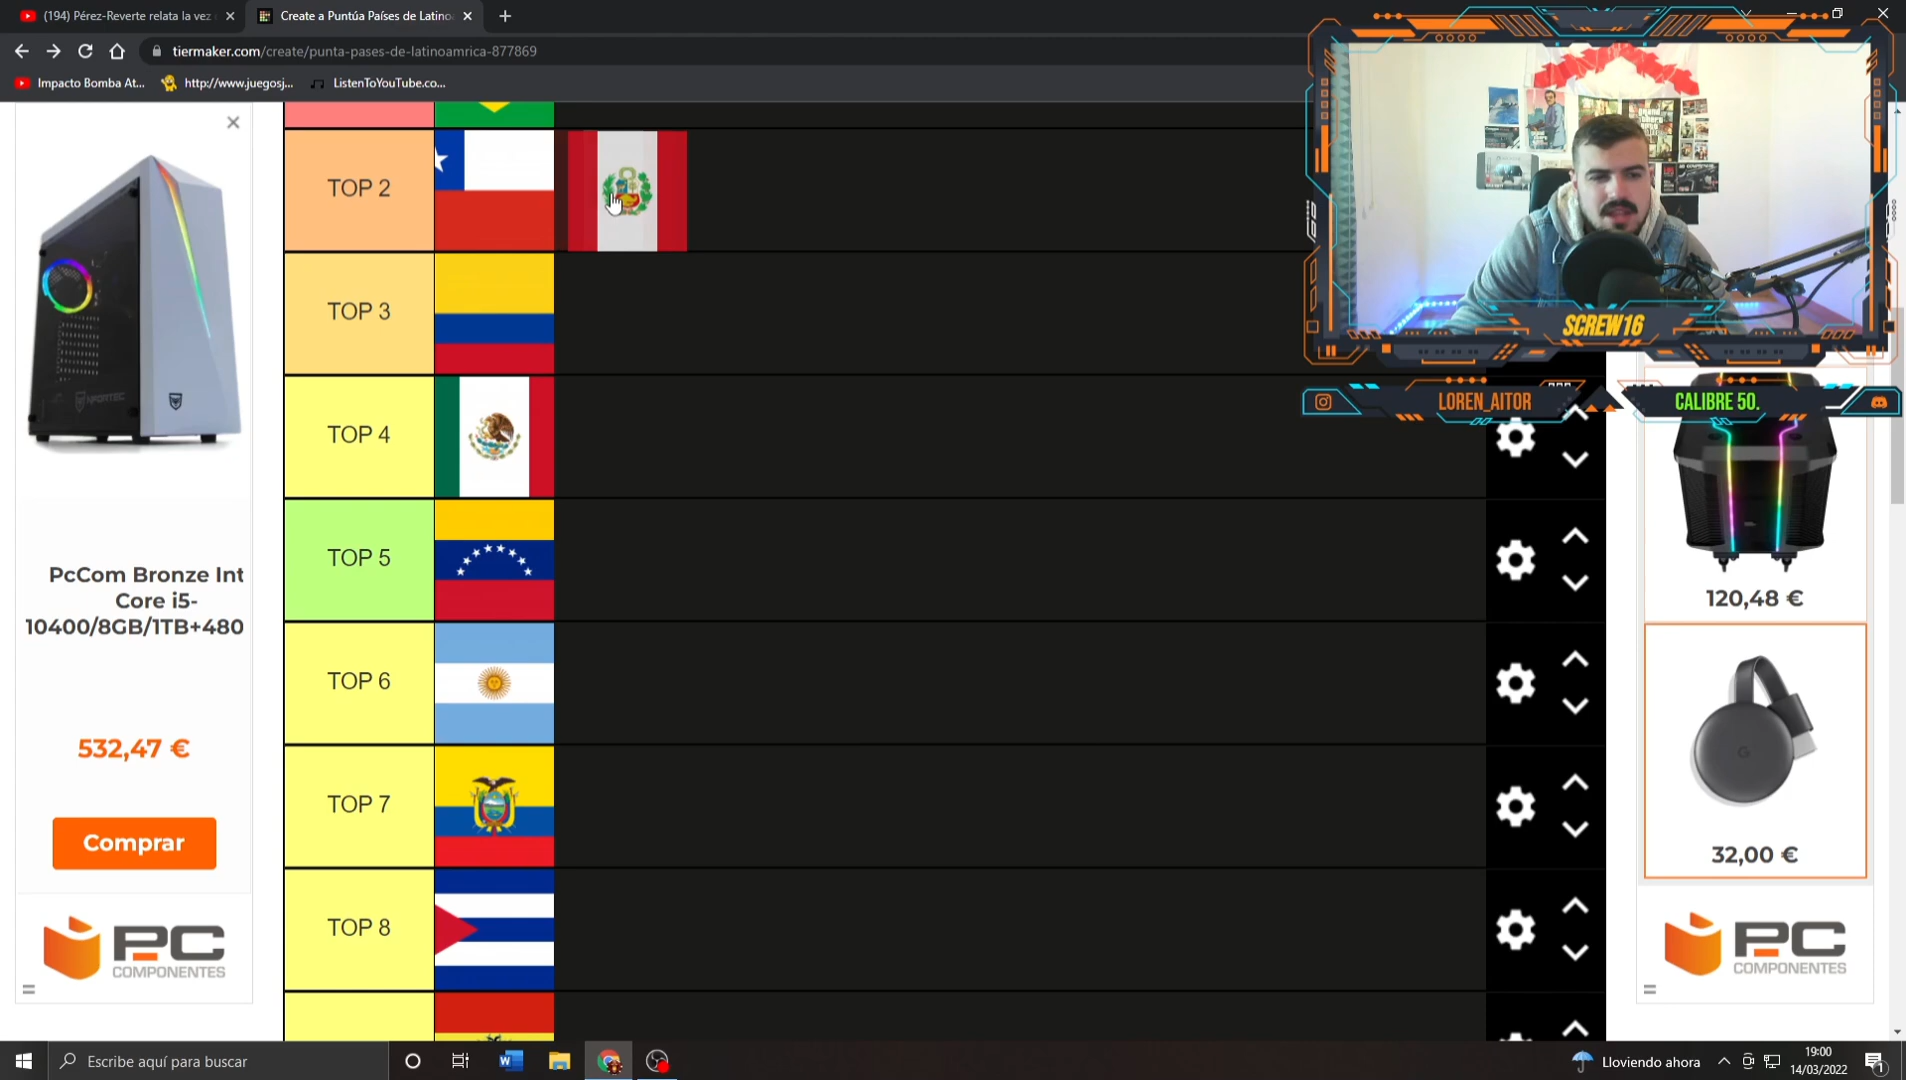 (194) Pérez-Reverte relata la vez
Create a Puntúa Países de Latino
tiermaker.com/create/punta-pases-de-latinoamrica-877869
Impacto Bomba At...
http://www.juegosj...
ListenToYouTube.co...
TOP 2
TOP 3
TOP 4
TOP 5
TOP 6
TOP 7
TOP 8
PcCom Bronze Int
Core i5-
10400/8GB/1TB+480
532,47 €
Comprar
PC
COMPONENTES
SCREW16
LOREN_AITOR
CALIBRE 50.
120,48 €
32,00 €
PC
COMPONENTES
Escribe aquí para buscar
Lloviendo ahora
19:00
14/03/2022
1